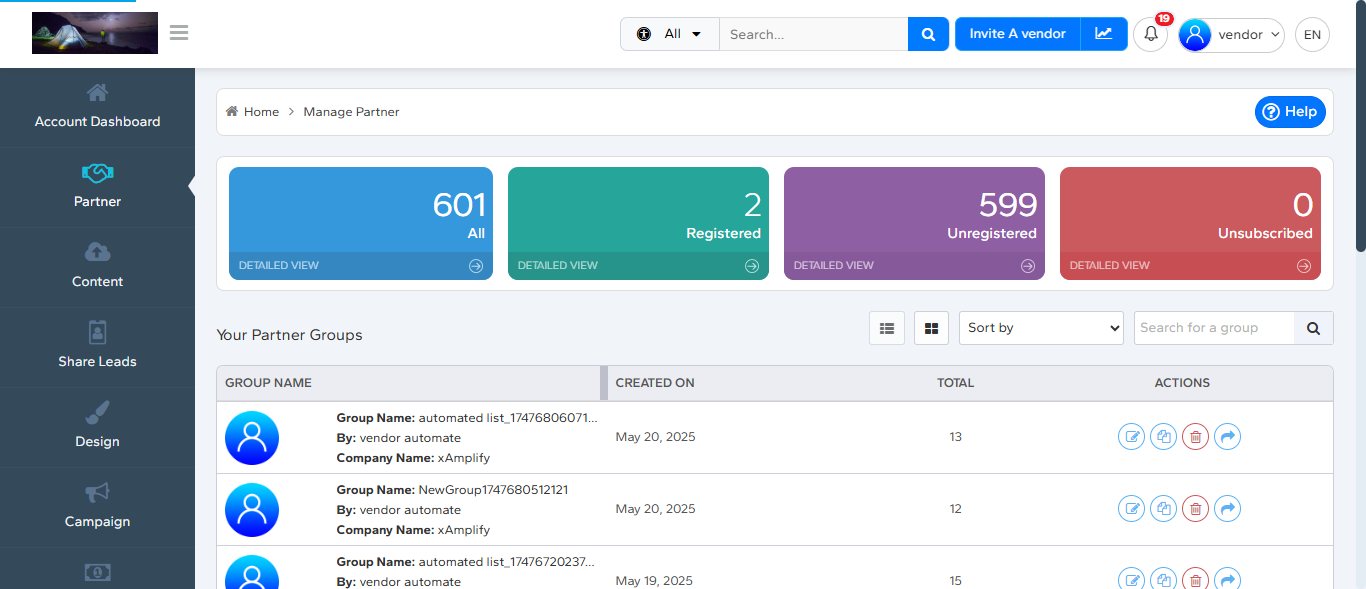 All
Search...
Invite A vendor
19
vendor
EN
Account Dashboard
Partner
Content
Share Leads
Design
Campaign
Home > Manage Partner
Help
601
All
DETAILED VIEW
2
Registered
DETAILED VIEW
599
Unregistered
DETAILED VIEW
0
Unsubscribed
DETAILED VIEW
Your Partner Groups
Sort by
Search for a group
GROUP NAME CREATED ON TOTAL ACTIONS
Group Name: automated list_17476806071...
By: vendor automate
Company Name: xAmplify
May 20, 2025
13
Group Name: NewGroup1747680512121
By: vendor automate
Company Name: xAmplify
May 20, 2025
12
Group Name: automated list_17476720237...
By: vendor automate
May 19, 2025
15